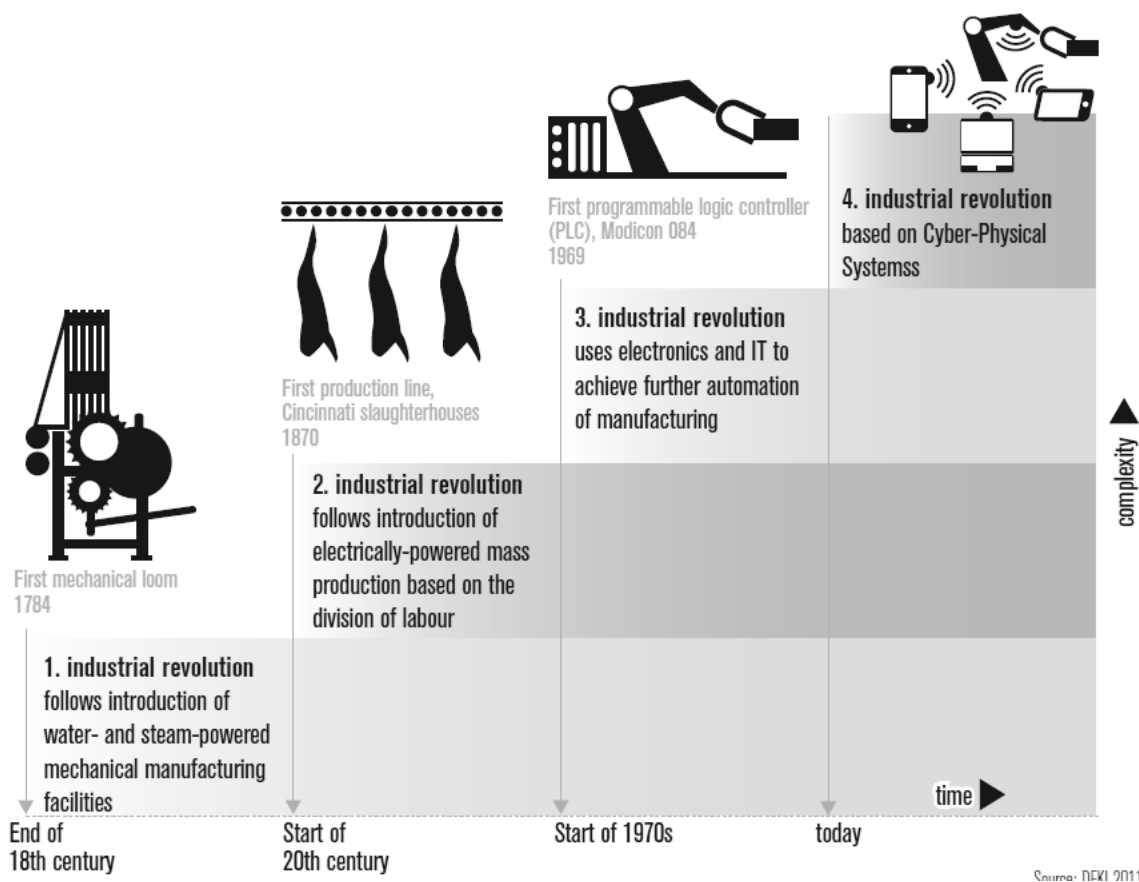 4. industrial revolution
based on Cyber-Physical
Systemss
First programmable logic controller
(PLC), Modicon 084
1969
3. industrial revolution
uses electronics and IT to
achieve further automation
of manufacturing
First production line,
Cincinnati slaughterhouses
1870
2. industrial revolution
follows introduction of
electrically-powered mass
production based on the
division of labour
First mechanical loom
1784
1. industrial revolution
follows introduction of
water- and steam-powered
mechanical manufacturing
facilities
complexity
time
End of
18th century
Start of
20th century
Start of 1970s
today
Source: DFKI 2011